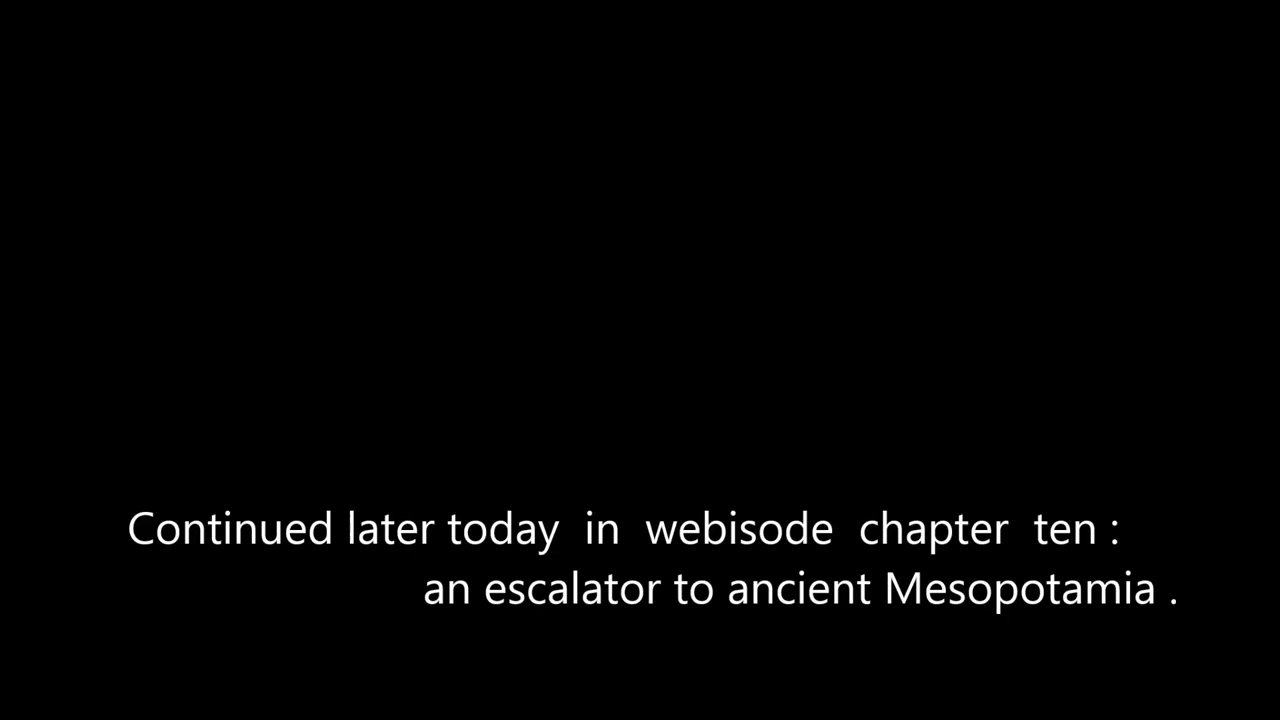 Continued later today in webisode chapter ten :
an escalator to ancient Mesopotamia .